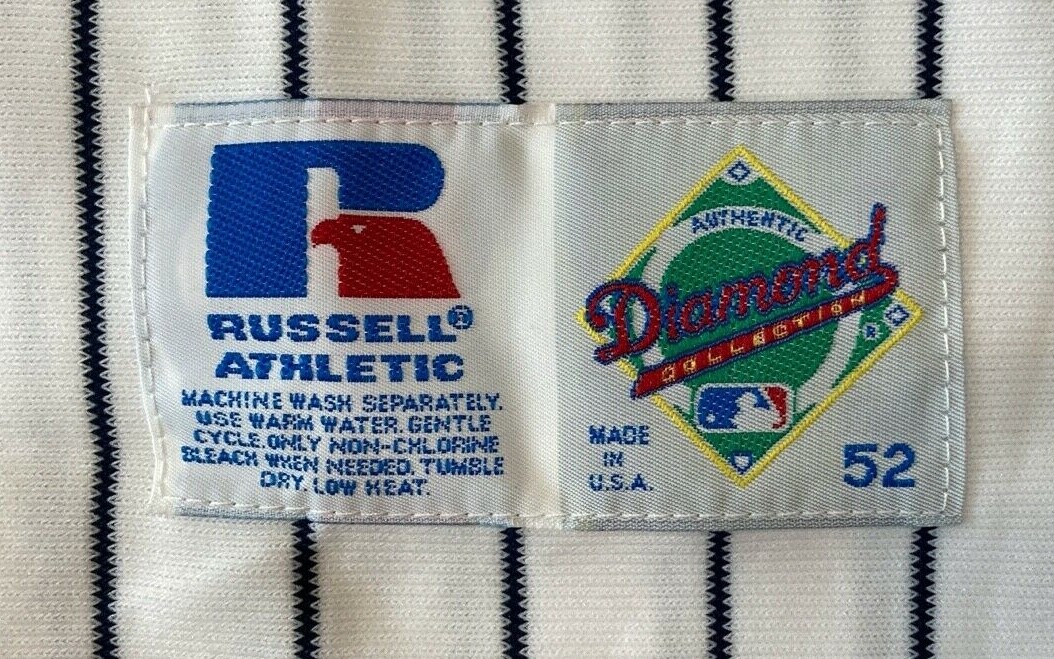 RUSSELL®
ATHLETIC
MACHINE WASH SEPARATELY.
USE WARM WATER. GENTLE
CYCLE.ONLY NON-CHLORINE
BLEACH WHEN NEEDED. TUMBLE
DRY. LOW HEAT.
AUTHENTIC
Diamond
COLLECTION
MADE
IN
U.S.A.
52